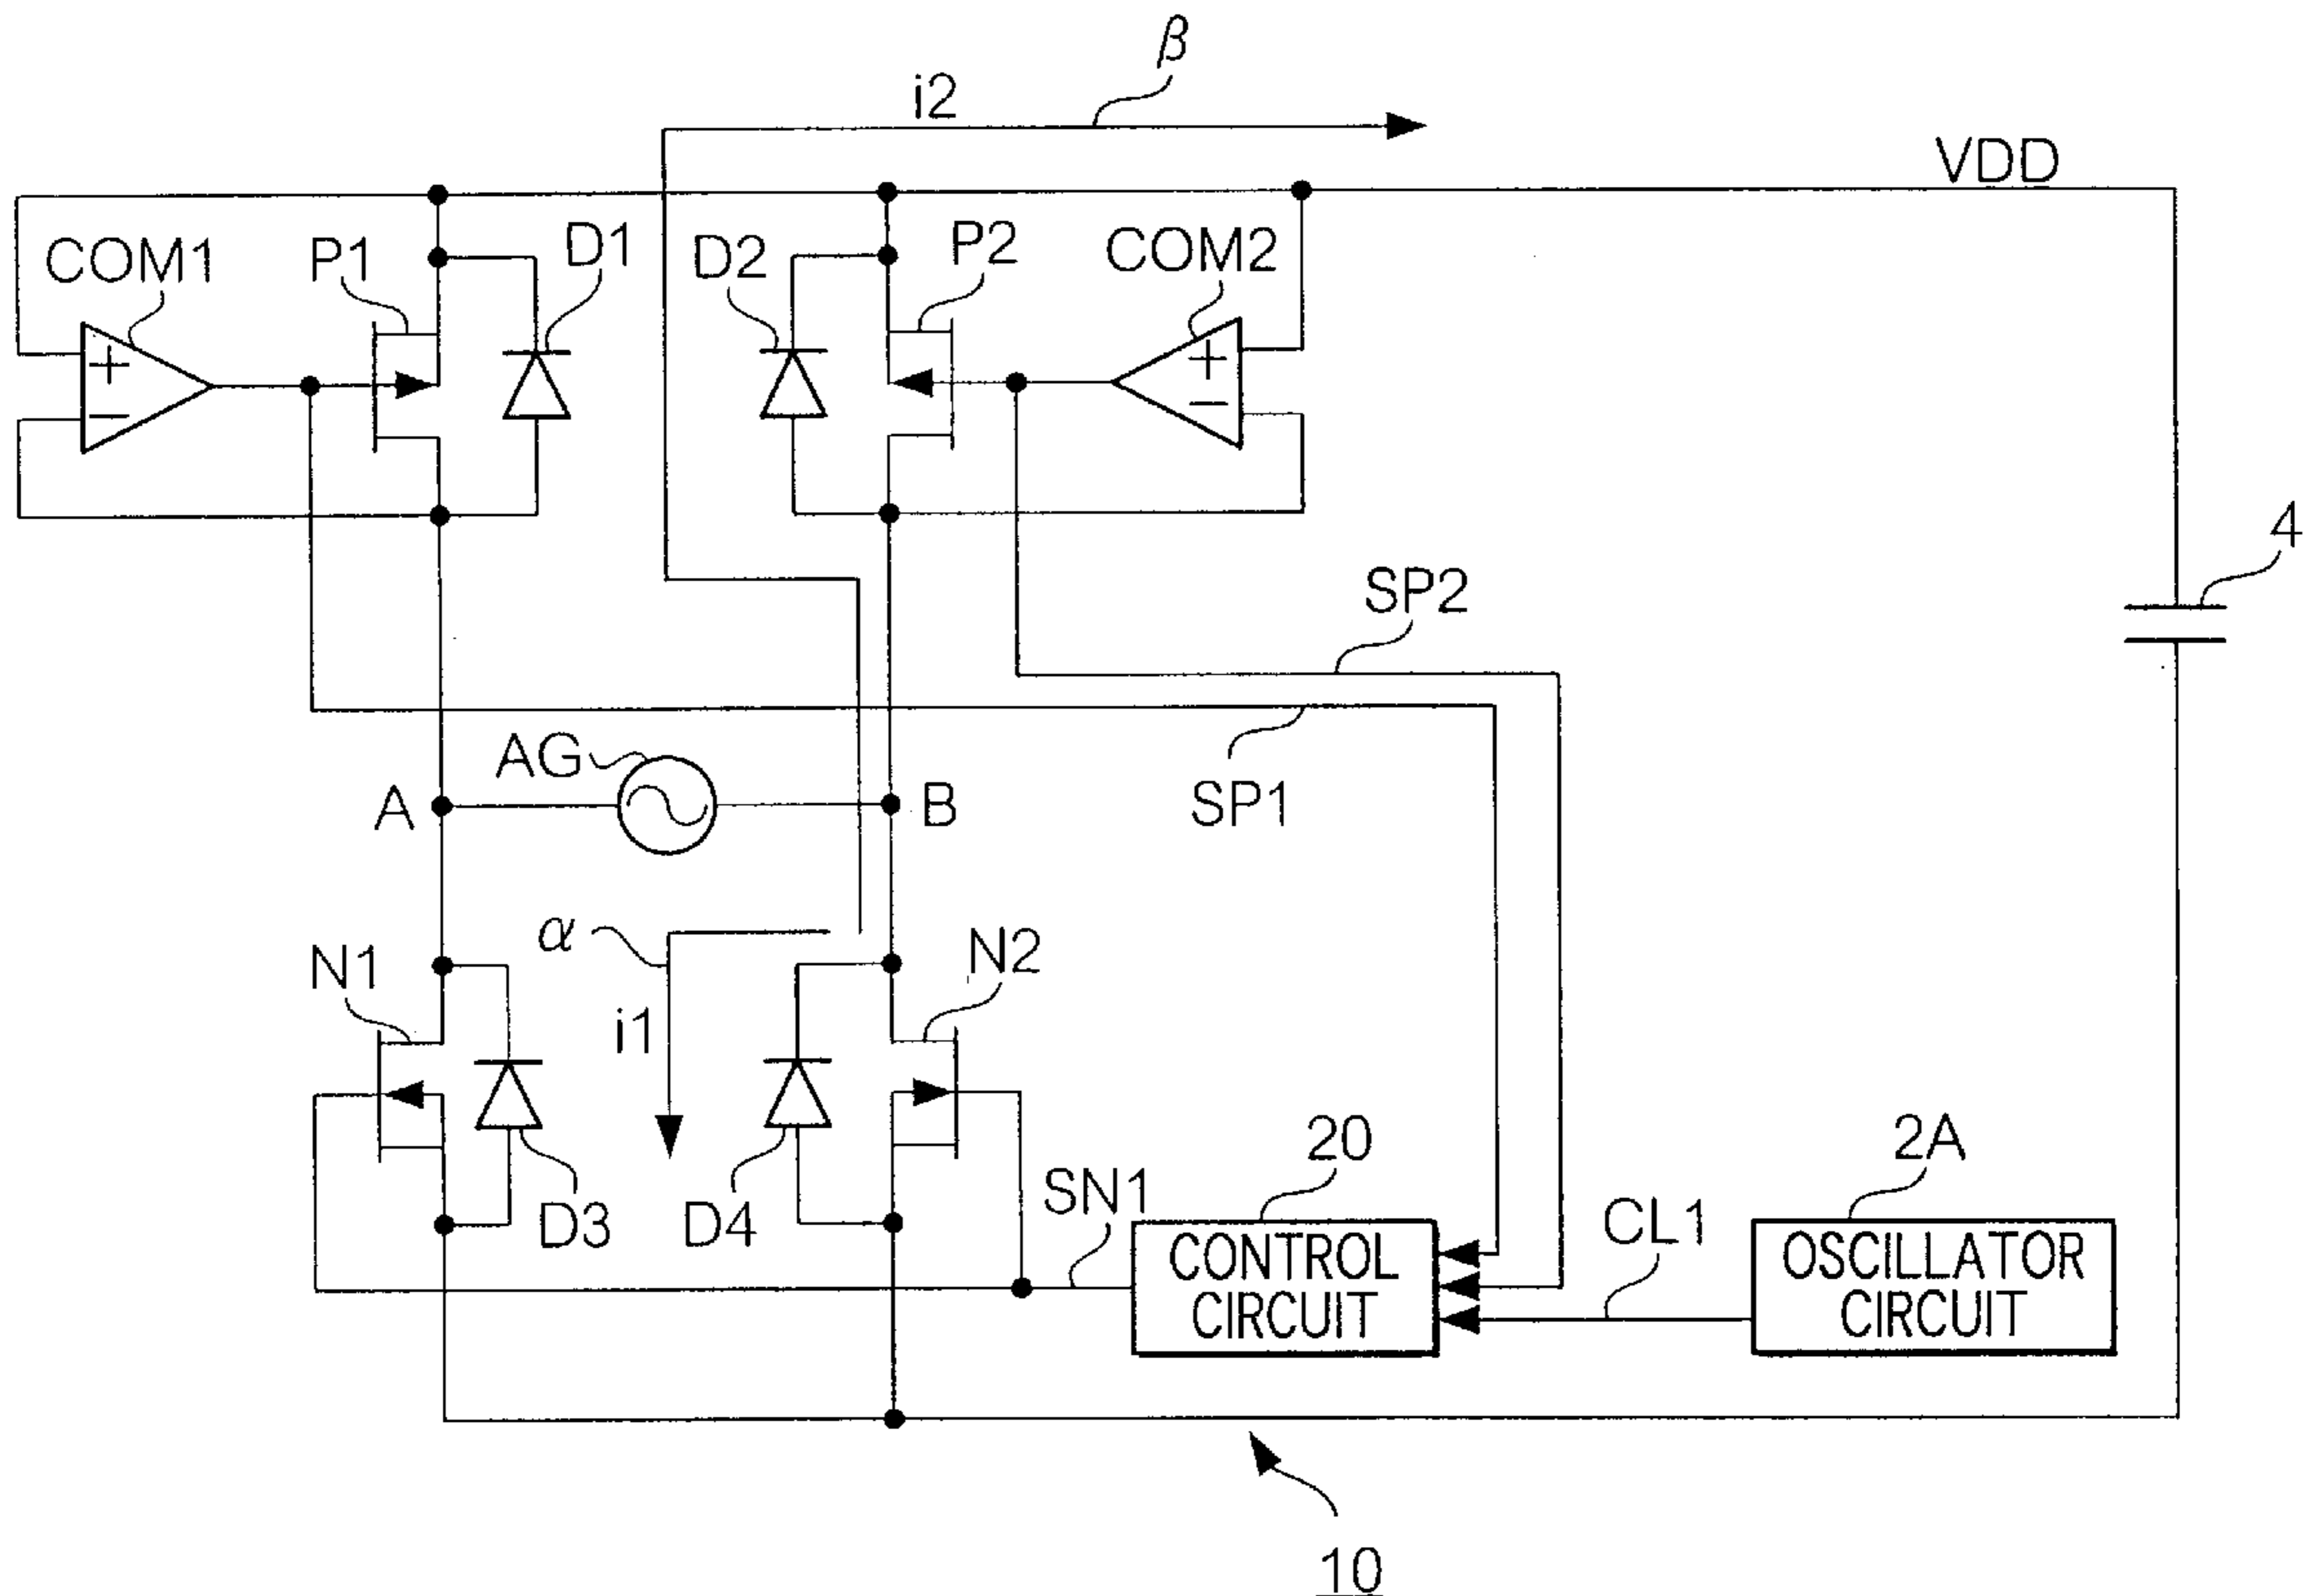 β
i2
VDD
COM1
P1
D1
D2
P2
COM2
+
−
+
−
4
SP2
AG
A
B
SP1
α
N1
N2
i1
D3
D4
SN1
20
2A
CL1
CONTROL
CIRCUIT
OSCILLATOR
CIRCUIT
10